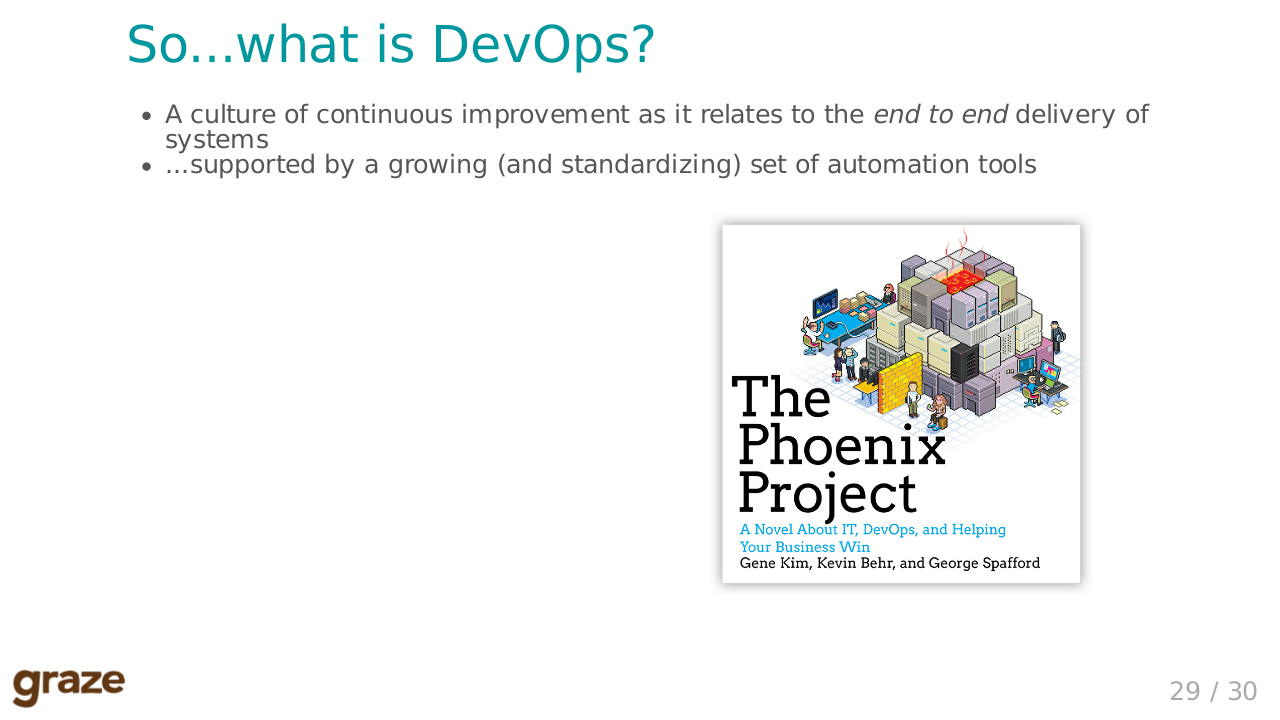 So...what is DevOps?
• A culture of continuous improvement as it relates to the end to end delivery of
systems
• ...supported by a growing (and standardizing) set of automation tools
The
Phoenix
Project
A Novel About IT, DevOps, and Helping
Your Business Win
Gene Kim, Kevin Behr, and George Spafford
graze
29 / 30